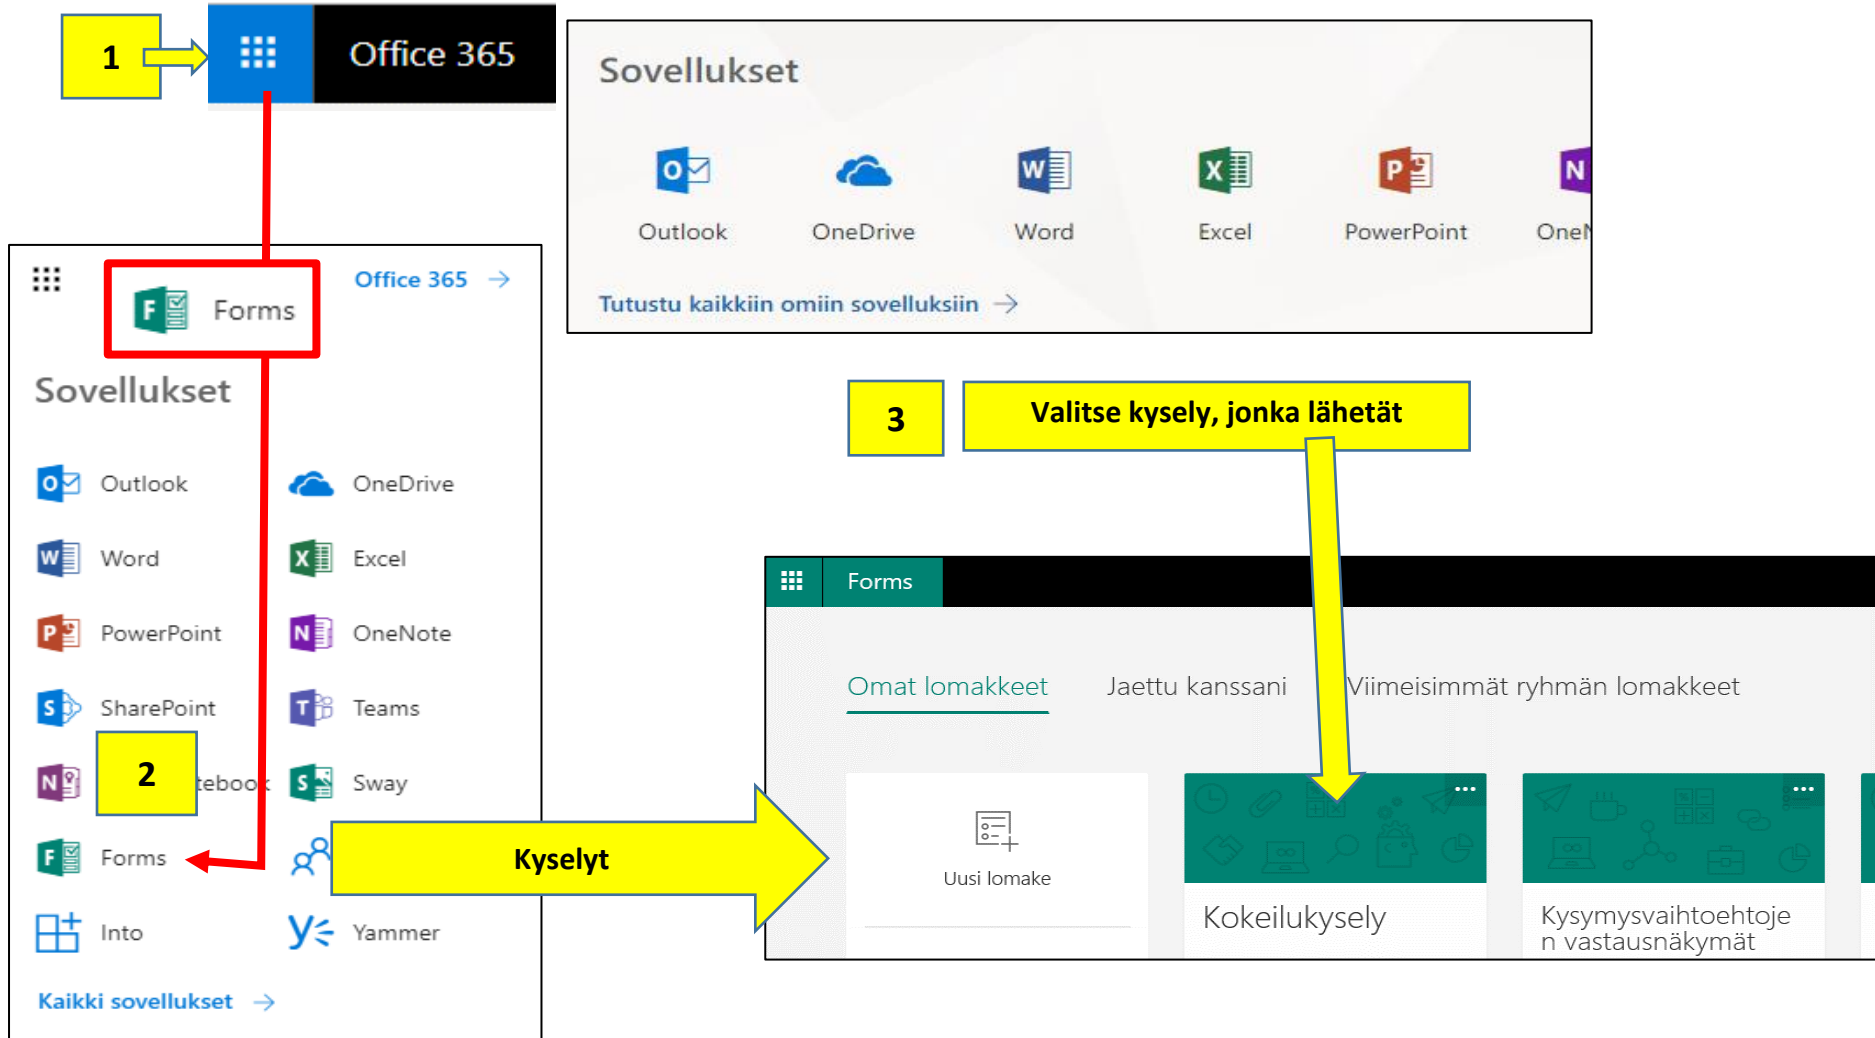 1
Office 365
Sovellukset
Outlook
OneDrive
Word
Excel
PowerPoint
Tutustu kaikkiin omiin sovelluksiin →
Office 365 →
Forms
Sovellukset
Outlook
OneDrive
Word
Excel
PowerPoint
OneNote
SharePoint
Teams
2
Sway
Forms
Into
Yammer
Kaikki sovellukset →
Kyselyt
3
Valitse kysely, jonka lähetät
Forms
Omat lomakkeet
Jaettu kanssani
Viimeisimmät ryhmän lomakkeet
Uusi lomake
Kokeilukysely
Kysymysvaihtoehtoje
n vastausnäkymät